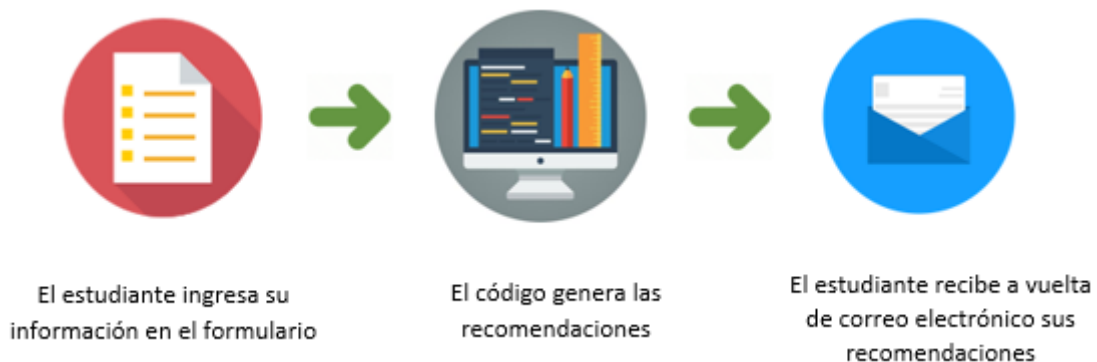 El estudiante ingresa su
información en el formulario
El código genera las
recomendaciones
El estudiante recibe a vuelta
de correo electrónico sus
recomendaciones